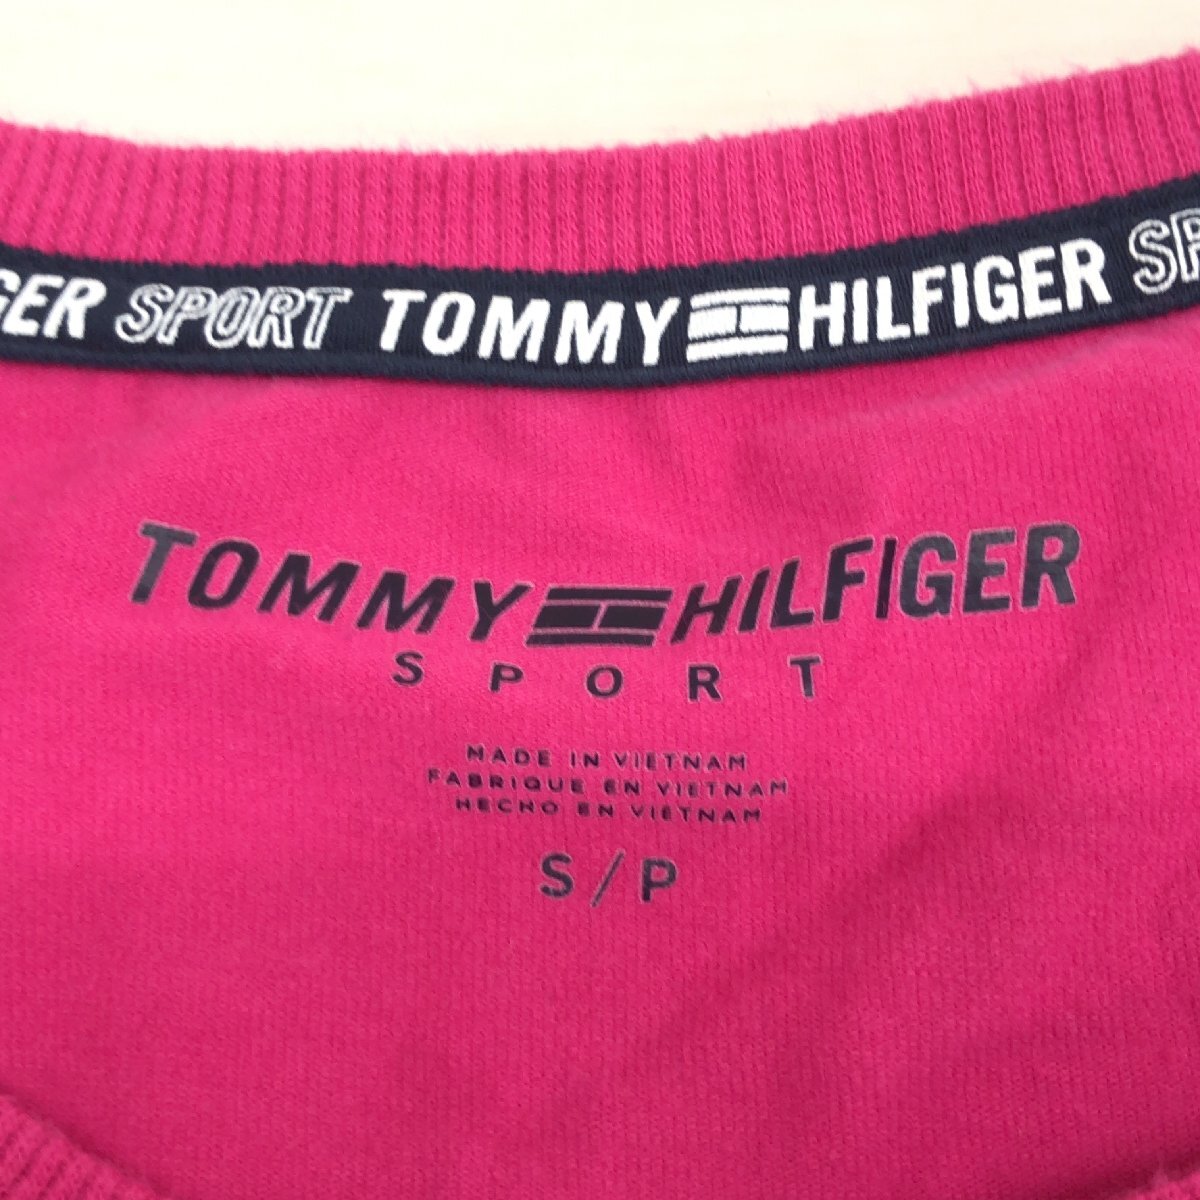 GER SPORT TOMMY HILFIGER SP
TOMMY HILFIGER
SPORT
MADE IN VIETNAM
FABRIQUE EN VIETNAM
HECHO EN VIETNAM
S/P